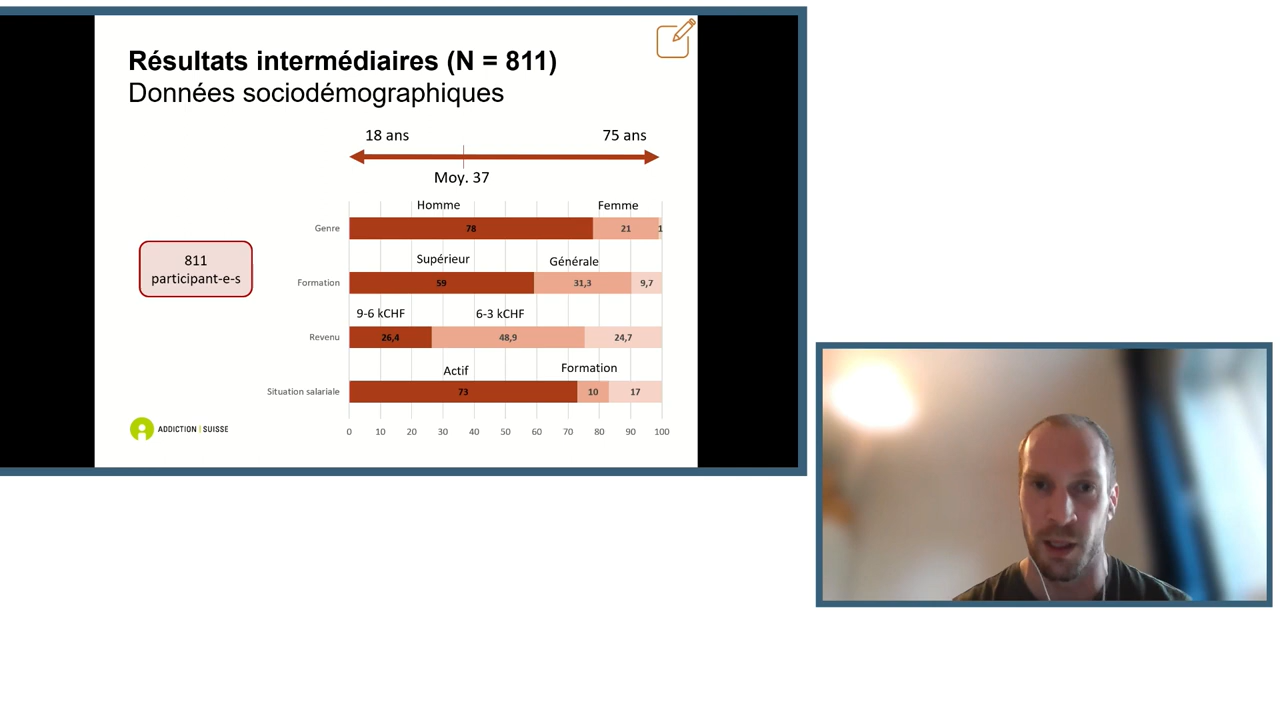 Résultats intermédiaires (N = 811)
Données sociodémographiques
18 ans 75 ans
Moy. 37
811
participant-e-s
Homme Femme
Genre 78 21 1
Supérieur Générale
Formation 59 31,3 9,7
9-6 kCHF 6-3 kCHF
Revenu 26,4 48,9 24,7
Actif Formation
Situation salariale 73 10 17
0 10 20 30 40 50 60 70 80 90 100
ADDICTION | SUISSE